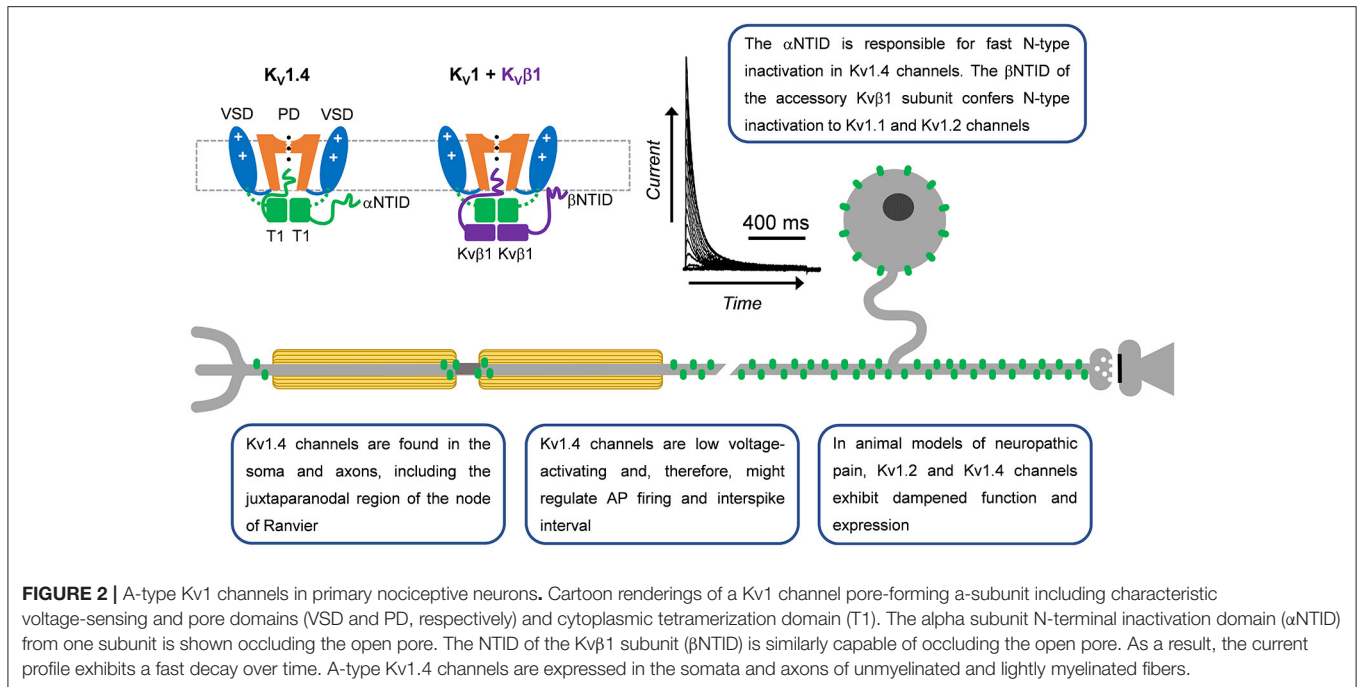 K_V1.4
VSD PD VSD
αNTID
T1 T1
K_V1 + K_Vβ1
βNTID
Kvβ1 Kvβ1
Current
400 ms
Time
The αNTID is responsible for fast N-type
inactivation in Kv1.4 channels. The βNTID of
the accessory Kvβ1 subunit confers N-type
inactivation to Kv1.1 and Kv1.2 channels
Kv1.4 channels are found in the
soma and axons, including the
juxtaparanodal region of the node
of Ranvier
Kv1.4 channels are low voltage-
activating and, therefore, might
regulate AP firing and interspike
interval
In animal models of neuropathic
pain, Kv1.2 and Kv1.4 channels
exhibit dampened function and
expression
FIGURE 2 | A-type Kv1 channels in primary nociceptive neurons. Cartoon renderings of a Kv1 channel pore-forming a-subunit including characteristic
voltage-sensing and pore domains (VSD and PD, respectively) and cytoplasmic tetramerization domain (T1). The alpha subunit N-terminal inactivation domain (αNTID)
from one subunit is shown occluding the open pore. The NTID of the Kvβ1 subunit (βNTID) is similarly capable of occluding the open pore. As a result, the current
profile exhibits a fast decay over time. A-type Kv1.4 channels are expressed in the somata and axons of unmyelinated and lightly myelinated fibers.